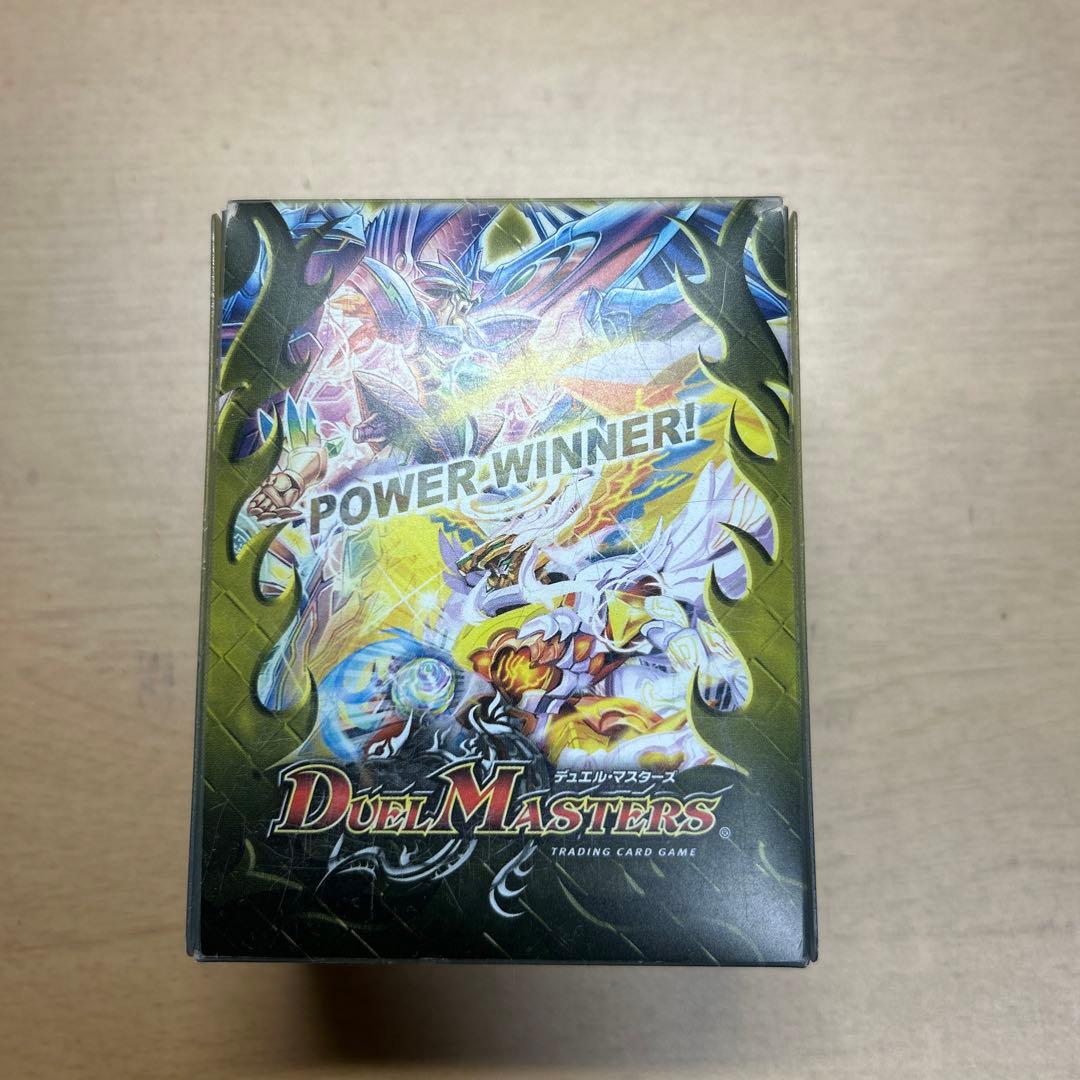 POWER WINNER!
デュエル・マスターズ
DUEL MASTERS®
TRADING CARD GAME